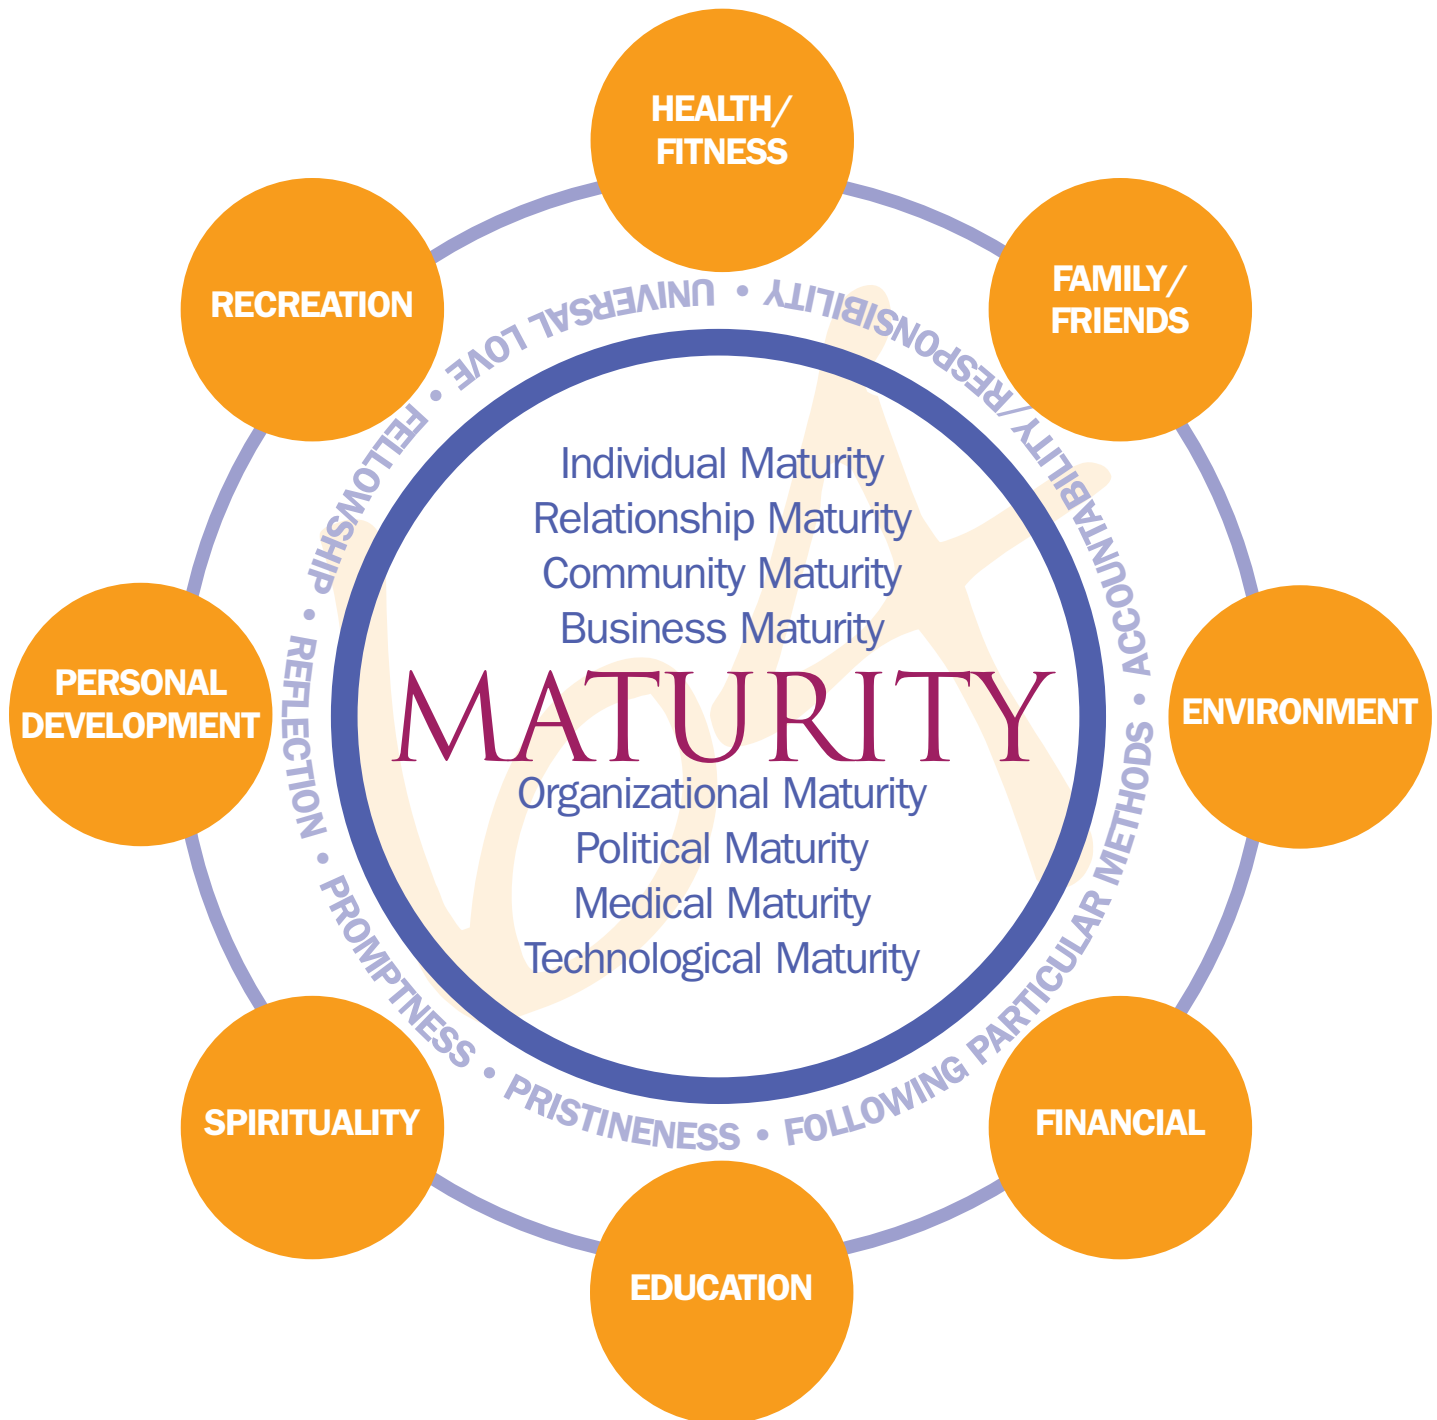 HEALTH/
FITNESS
FAMILY/
FRIENDS
ENVIRONMENT
FINANCIAL
EDUCATION
SPIRITUALITY
PERSONAL
DEVELOPMENT
RECREATION
UNIVERSAL LOVE • FELLOWSHIP • REFLECTION • PROMPTNESS • PRISTINENESS • FOLLOWING PARTICULAR METHODS • ACCOUNTABILITY/RESPONSIBILITY •
Individual Maturity
Relationship Maturity
Community Maturity
Business Maturity
MATURITY
Organizational Maturity
Political Maturity
Medical Maturity
Technological Maturity